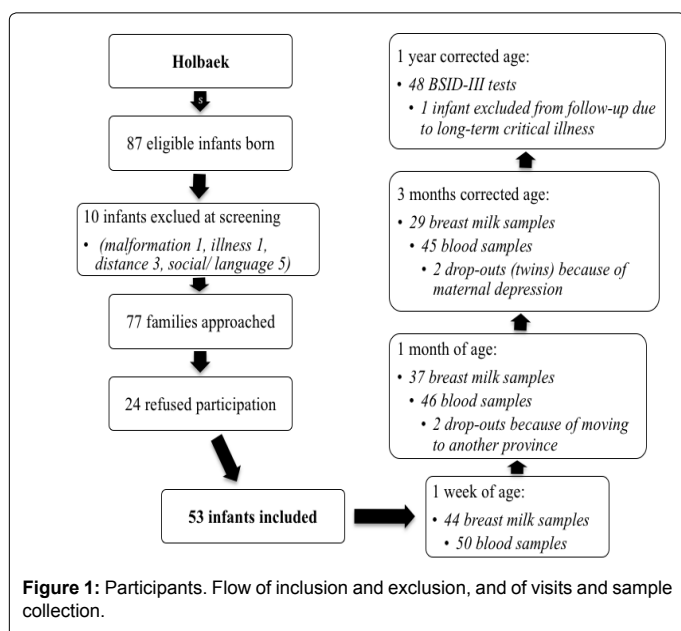 Holbaek
s
87 eligible infants born
10 infants exclued at screening
• (malformation 1, illness 1,
distance 3, social/ language 5)
77 families approached
24 refused participation
53 infants included
1 week of age:
• 44 breast milk samples
• 50 blood samples
1 month of age:
• 37 breast milk samples
• 46 blood samples
• 2 drop-outs because of moving
to another province
3 months corrected age:
• 29 breast milk samples
• 45 blood samples
• 2 drop-outs (twins) because of
maternal depression
1 year corrected age:
• 48 BSID-III tests
• 1 infant excluded from follow-up due
to long-term critical illness
Figure 1: Participants. Flow of inclusion and exclusion, and of visits and sample
collection.